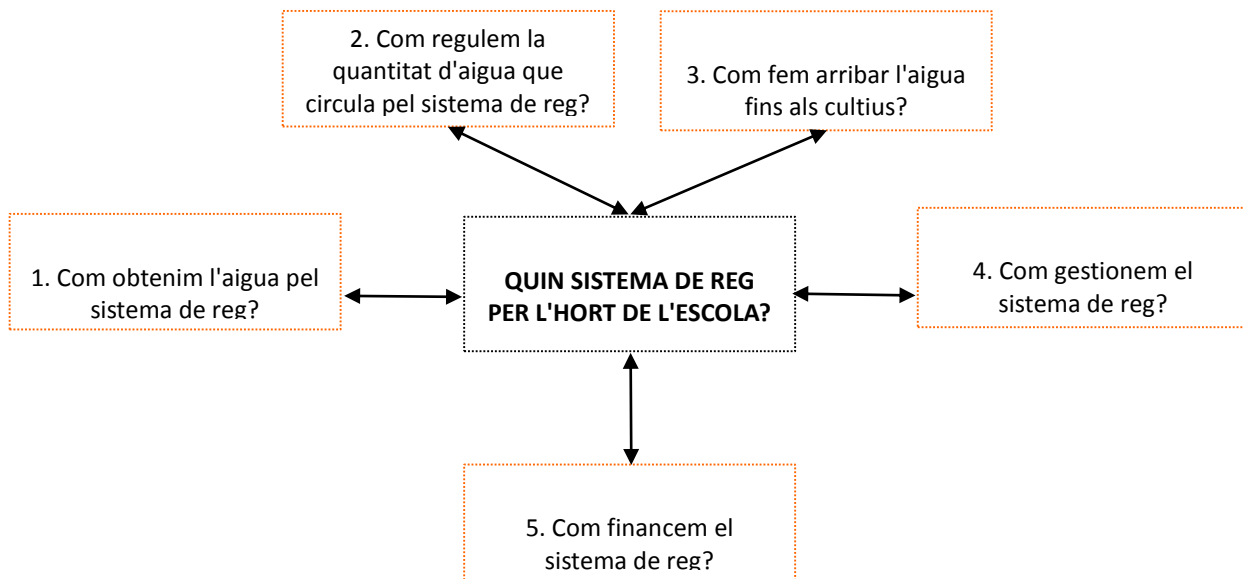 2. Com regulem la
quantitat d'aigua que
circula pel sistema de reg?
3. Com fem arribar l'aigua
fins als cultius?
1. Com obtenim l'aigua pel
sistema de reg?
QUIN SISTEMA DE REG
PER L'HORT DE L'ESCOLA?
4. Com gestionem el
sistema de reg?
5. Com financem el
sistema de reg?